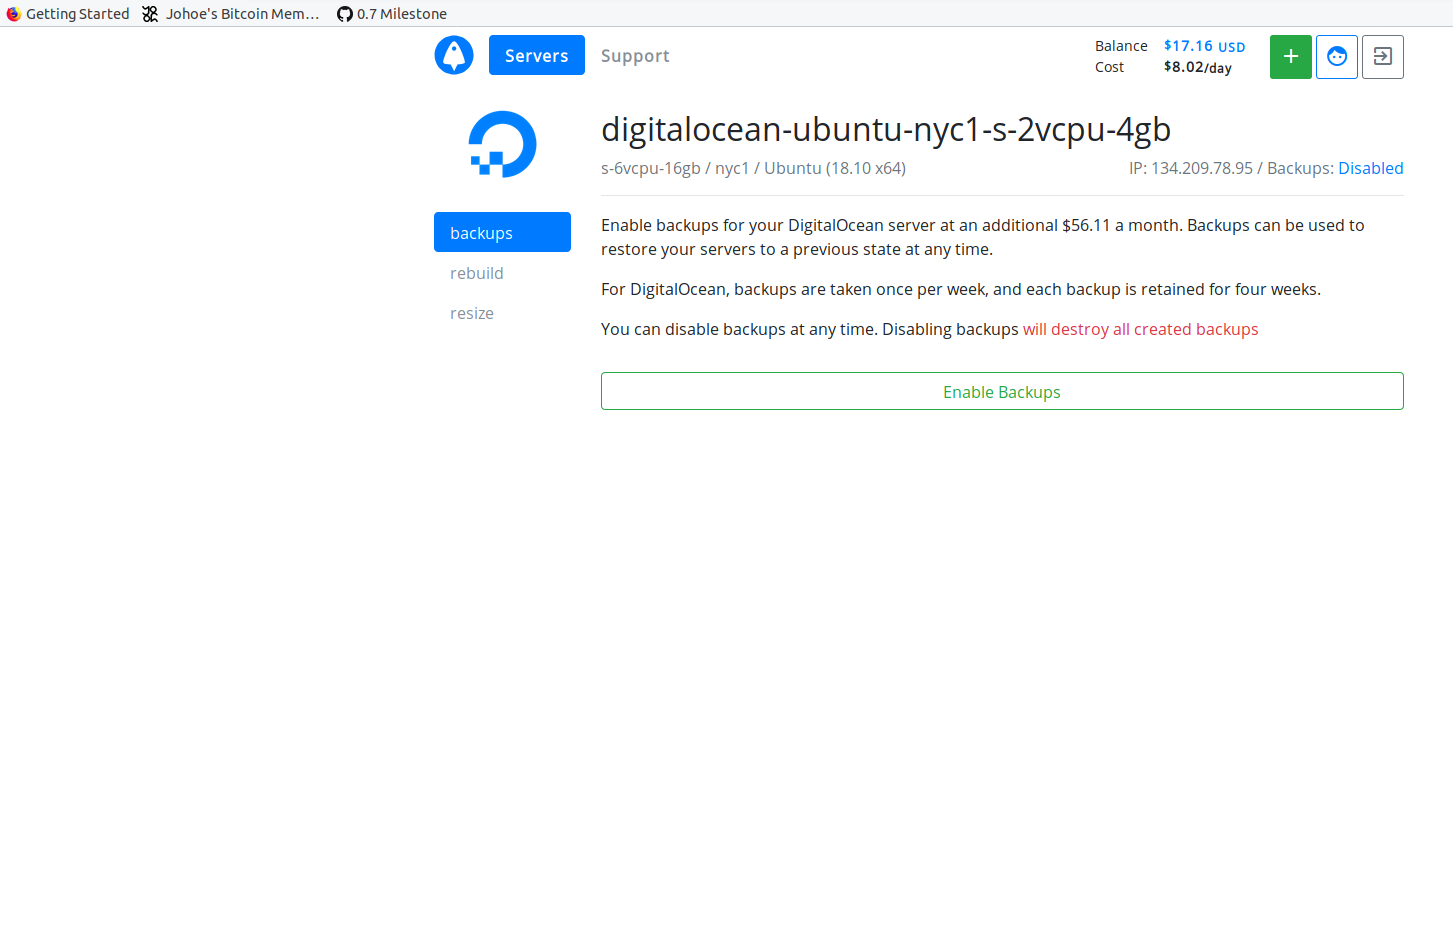 Getting Started Johoe's Bitcoin Mem... 0.7 Milestone
Servers Support
Balance $17.16 USD
Cost $8.02/day
digitalocean-ubuntu-nyc1-s-2vcpu-4gb
s-6vcpu-16gb / nyc1 / Ubuntu (18.10 x64) IP: 134.209.78.95 / Backups: Disabled
backups
rebuild
resize
Enable backups for your DigitalOcean server at an additional $56.11 a month. Backups can be used to
restore your servers to a previous state at any time.
For DigitalOcean, backups are taken once per week, and each backup is retained for four weeks.
You can disable backups at any time. Disabling backups will destroy all created backups
Enable Backups